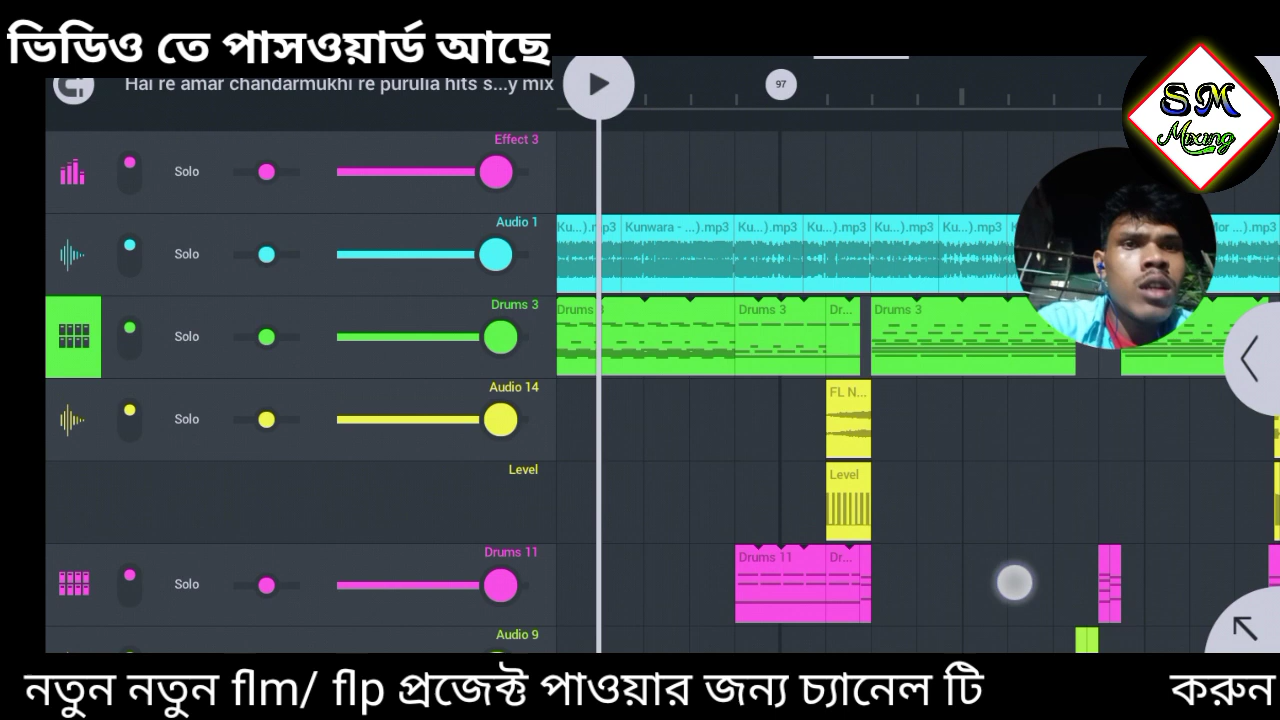 ভিডিও তে পাসওয়ার্ড আছে
Hai re amar chandarmukhi re purulia hits s...y mix
97
SM
Mixing
Effect 3
Solo
Audio 1
Solo
Ku...).mp3 Kunwara - ...).mp3 Ku...).mp3 Ku...).mp3 Ku...).mp3 Ku...).mp3
Drums 3
Solo
Drums 3 Drums 3 Dr... Drums 3
Audio 14
Solo
FL N...
Level
Level
Drums 11
Solo
Drums 11 Dr...
Audio 9
নতুন নতুন flm/ flp প্রজেক্ট পাওয়ার জন্য চ্যানেল টি করুন